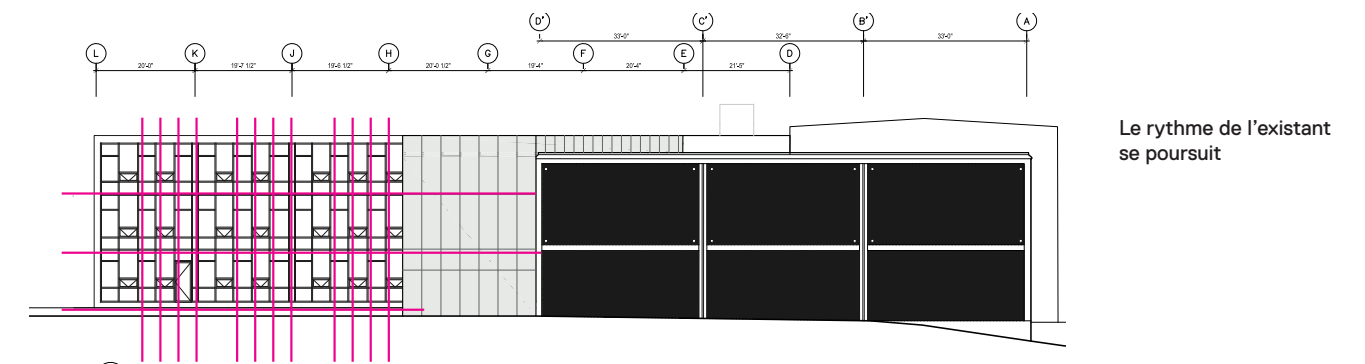 D' C' B' A
33'-0" 32'-6" 33'-0"
L K J H G F E D
20'-0" 19'-7 1/2" 19'-6 1/2" 20'-0 1/2" 19'-4" 20'-4" 21'-5"
Le rythme de l'existant
se poursuit